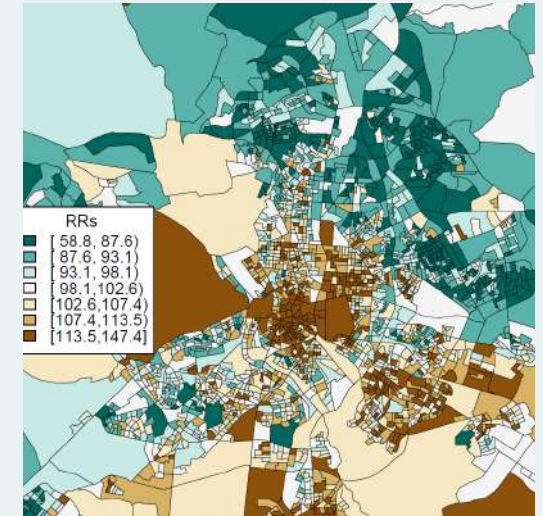 RRs
[ 58.8, 87.6)
[ 87.6, 93.1)
[ 93.1, 98.1)
[ 98.1,102.6)
[102.6,107.4)
[107.4,113.5)
[113.5,147.4]